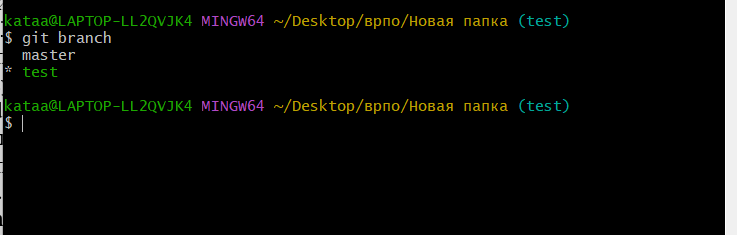 kataa@LAPTOP-LL2QVJK4 MINGW64 ~/Desktop/врпо/Новая папка (test)
$ git branch
  master
* test
kataa@LAPTOP-LL2QVJK4 MINGW64 ~/Desktop/врпо/Новая папка (test)
$